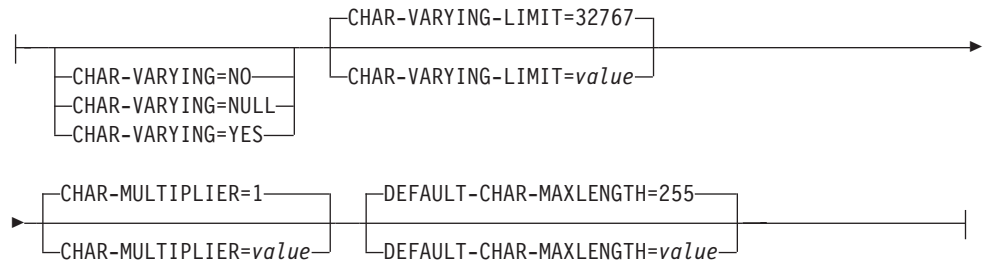 CHAR-VARYING-LIMIT=32767
CHAR-VARYING=NO
CHAR-VARYING-LIMIT=value
CHAR-VARYING=NULL
CHAR-VARYING=YES
CHAR-MULTIPLIER=1
DEFAULT-CHAR-MAXLENGTH=255
CHAR-MULTIPLIER=value
DEFAULT-CHAR-MAXLENGTH=value